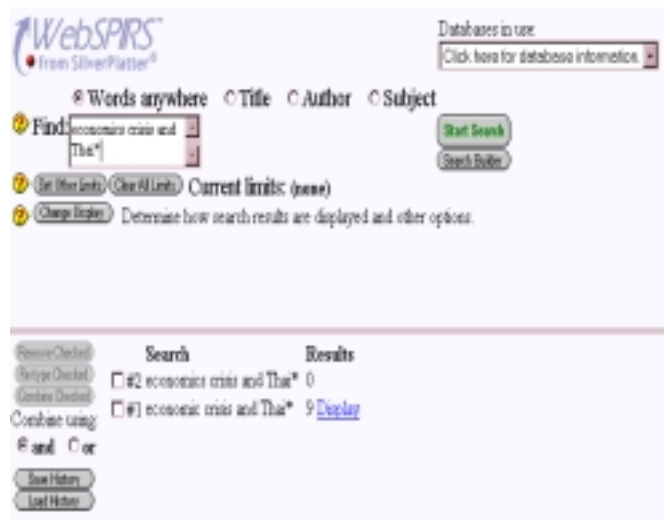 WebSPIRS™
from SilverPlatter®
Databases in use:
Click here for database information.
Words anywhere Title Author Subject
Find: economics crisis and
Thai*
Start Search
Search Builder
Set Other Limits Clear All Limits Current limits: (none)
Change Display Determine how search results are displayed and other options.
Remove Checked
Retype Checked
Combine Checked
Combine using:
and or
Save History
Load History
Search Results
#2 economics crisis and Thai* 0
#1 economic crisis and Thai* 9 Display